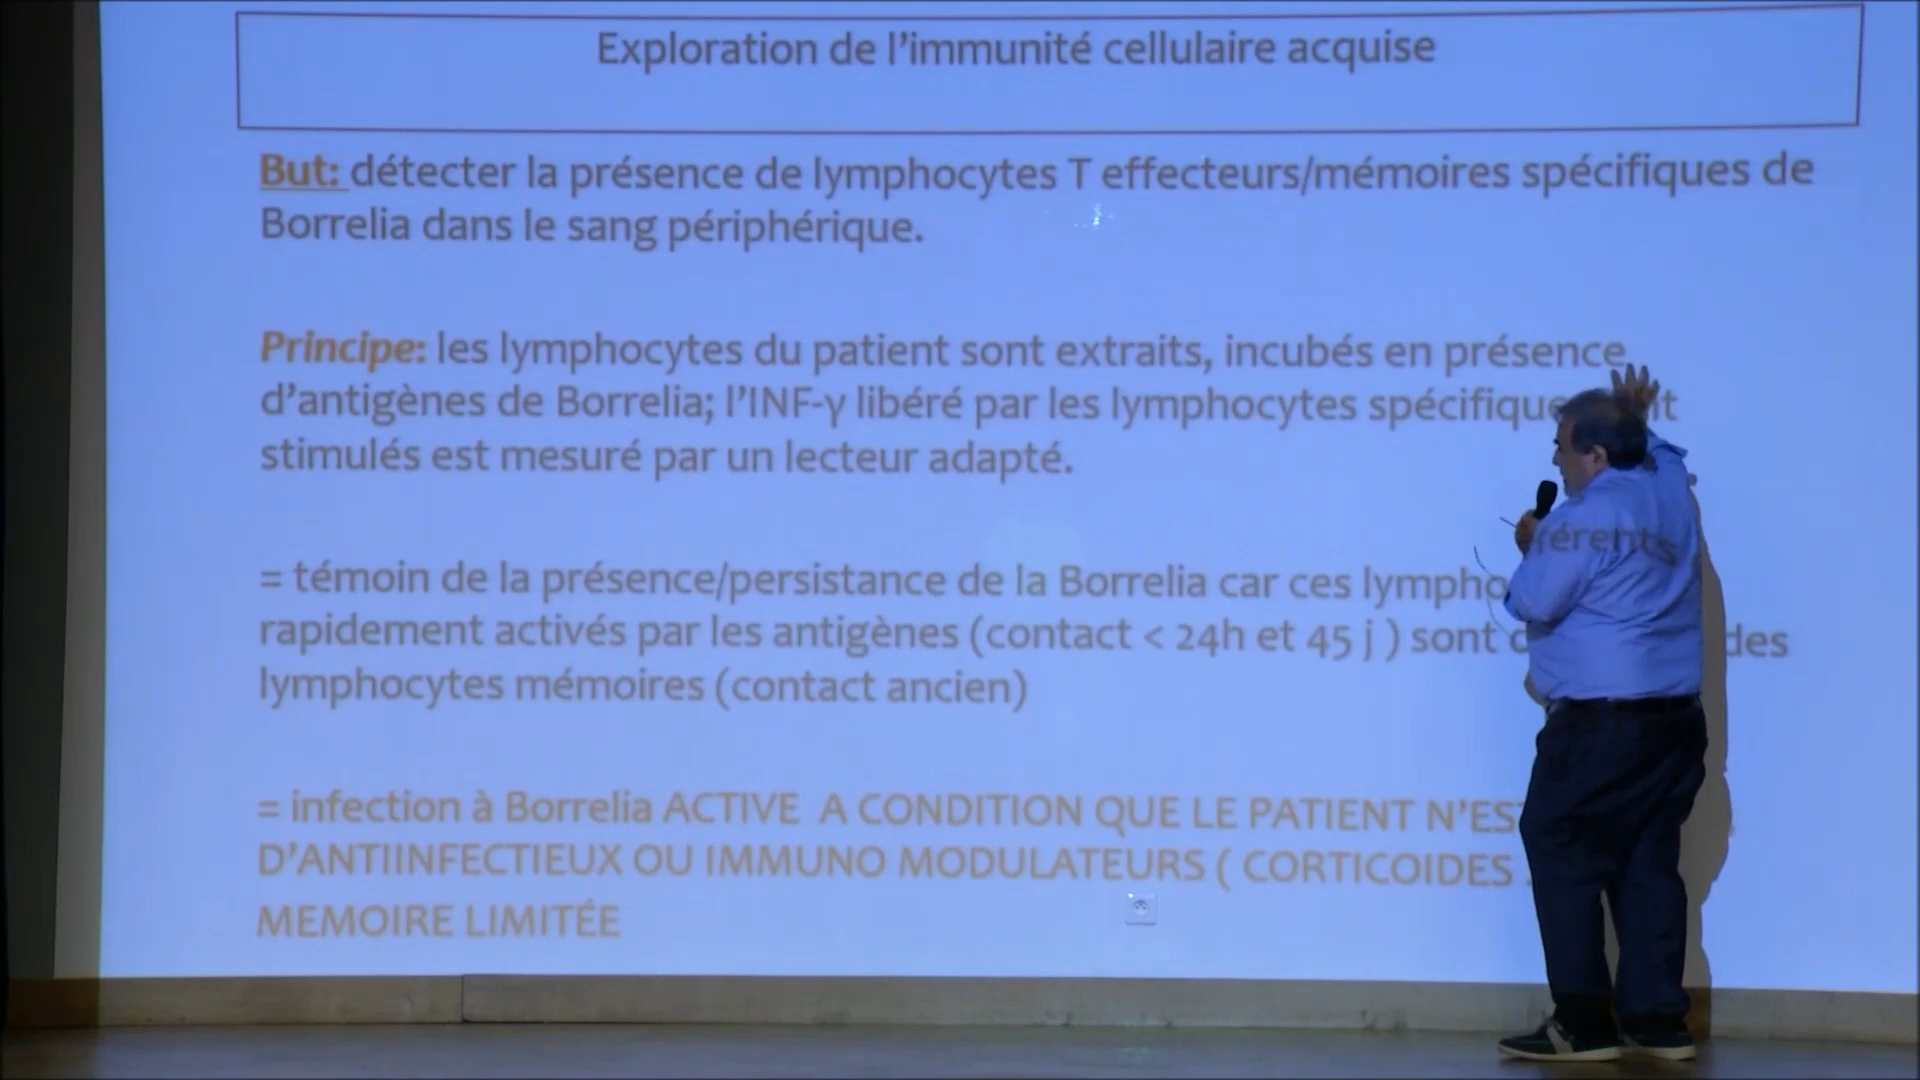 Exploration de l’immunité cellulaire acquise
But: détecter la présence de lymphocytes T effecteurs/mémoires spécifiques de
Borrelia dans le sang périphérique.
Principe: les lymphocytes du patient sont extraits, incubés en présence
d’antigènes de Borrelia; l’INF-γ libéré par les lymphocytes
stimulés est mesuré par un lecteur adapté.
= témoin de la présence/persistance de la Borrelia car ces
rapidement activés par les antigènes (contact < 24h et 45 j ) sont des
lymphocytes mémoires (contact ancien)
= infection à Borrelia ACTIVE A CONDITION QUE LE PATIENT
D’ANTIINFECTIEUX OU IMMUNO MODULATEURS ( CORTICOIDES
MEMOIRE LIMITÉE